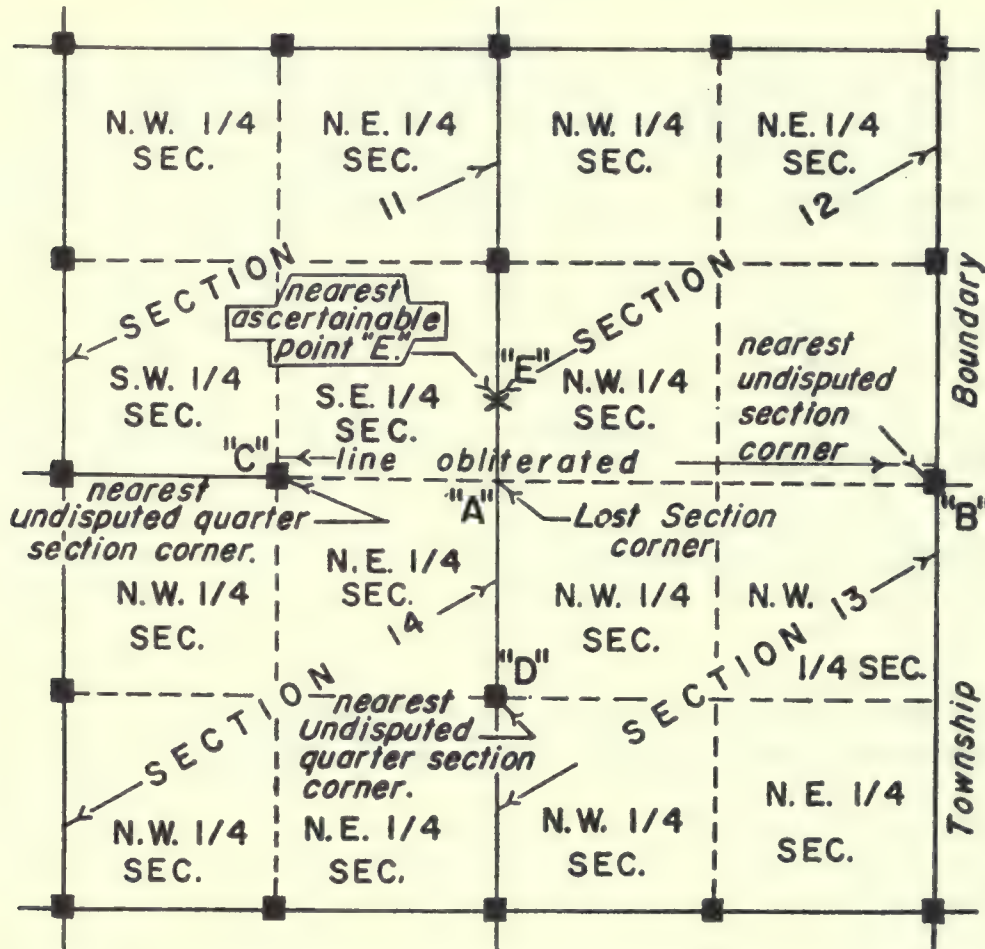 N.W. 1/4
SEC.
N.E. 1/4
SEC.
N.W. 1/4
SEC.
N.E. 1/4
SEC.
11
12
SECTION
nearest
ascertainable
point "E."
"E"
SECTION
S.W. 1/4
SEC.
S.E. 1/4
SEC.
N.W. 1/4
SEC.
nearest
undisputed
section
corner
Boundary
"C"
line obliterated
"A"
"B"
nearest
undisputed quarter
section corner.
Lost Section
corner
N.W. 1/4
SEC.
N.E. 1/4
SEC.
14
N.W. 1/4
SEC.
N.W.
1/4 SEC.
SECTION 13
SECTION
"D"
nearest
undisputed
quarter section
corner.
N.W. 1/4
SEC.
N.E. 1/4
SEC.
N.W. 1/4
SEC.
N.E. 1/4
SEC.
Township